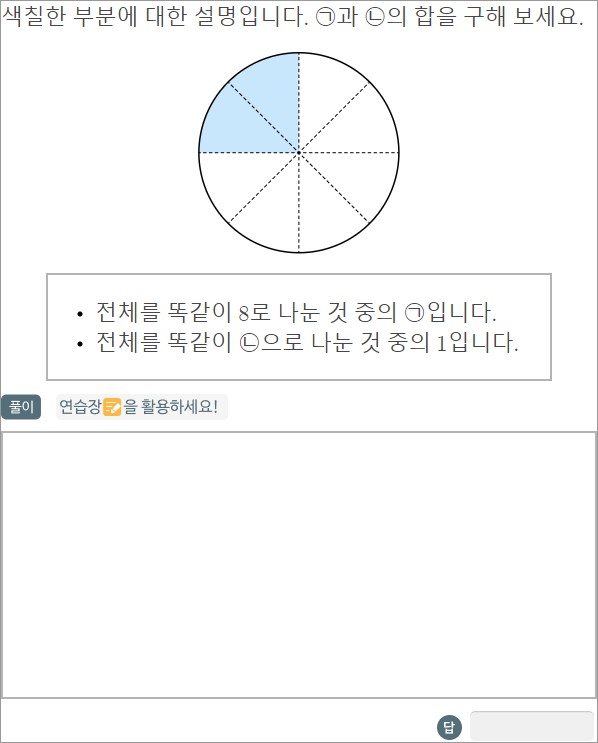 색칠한 부분에 대한 설명입니다. ㉠과 ㉡의 합을 구해 보세요.
• 전체를 똑같이 8로 나눈 것 중의 ㉠입니다.
• 전체를 똑같이 ㉡으로 나눈 것 중의 1입니다.
풀이 연습장을 활용하세요!
답